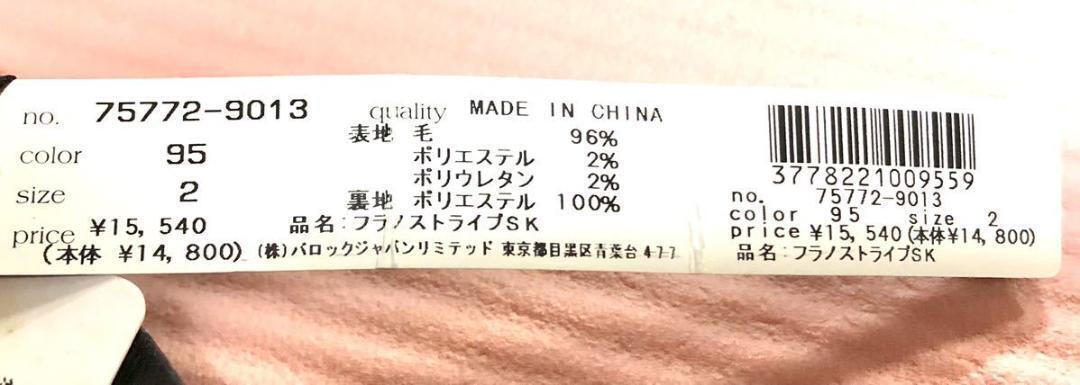 no. 75772-9013
color 95
size 2
price ¥15,540
(本体 ¥14,800)
quality MADE IN CHINA
表地 毛 96%
ポリエステル 2%
ポリウレタン 2%
裏地 ポリエステル 100%
品名:フラノストライプSK
(株)バロックジャパンリミテッド 東京都目黒区青葉台 4-7-7
3778221009559
no. 75772-9013
color 95 size 2
price ¥15,540(本体¥14,800)
品名:フラノストライプSK